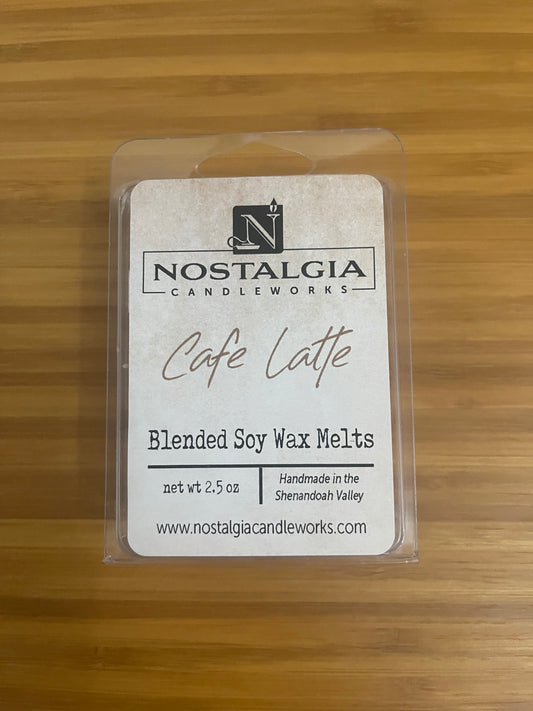 N
NOSTALGIA
CANDLEWORKS
Cafe Latte
Blended Soy Wax Melts
net wt 2.5 oz
Handmade in the
Shenandoah Valley
www.nostalgiacandleworks.com